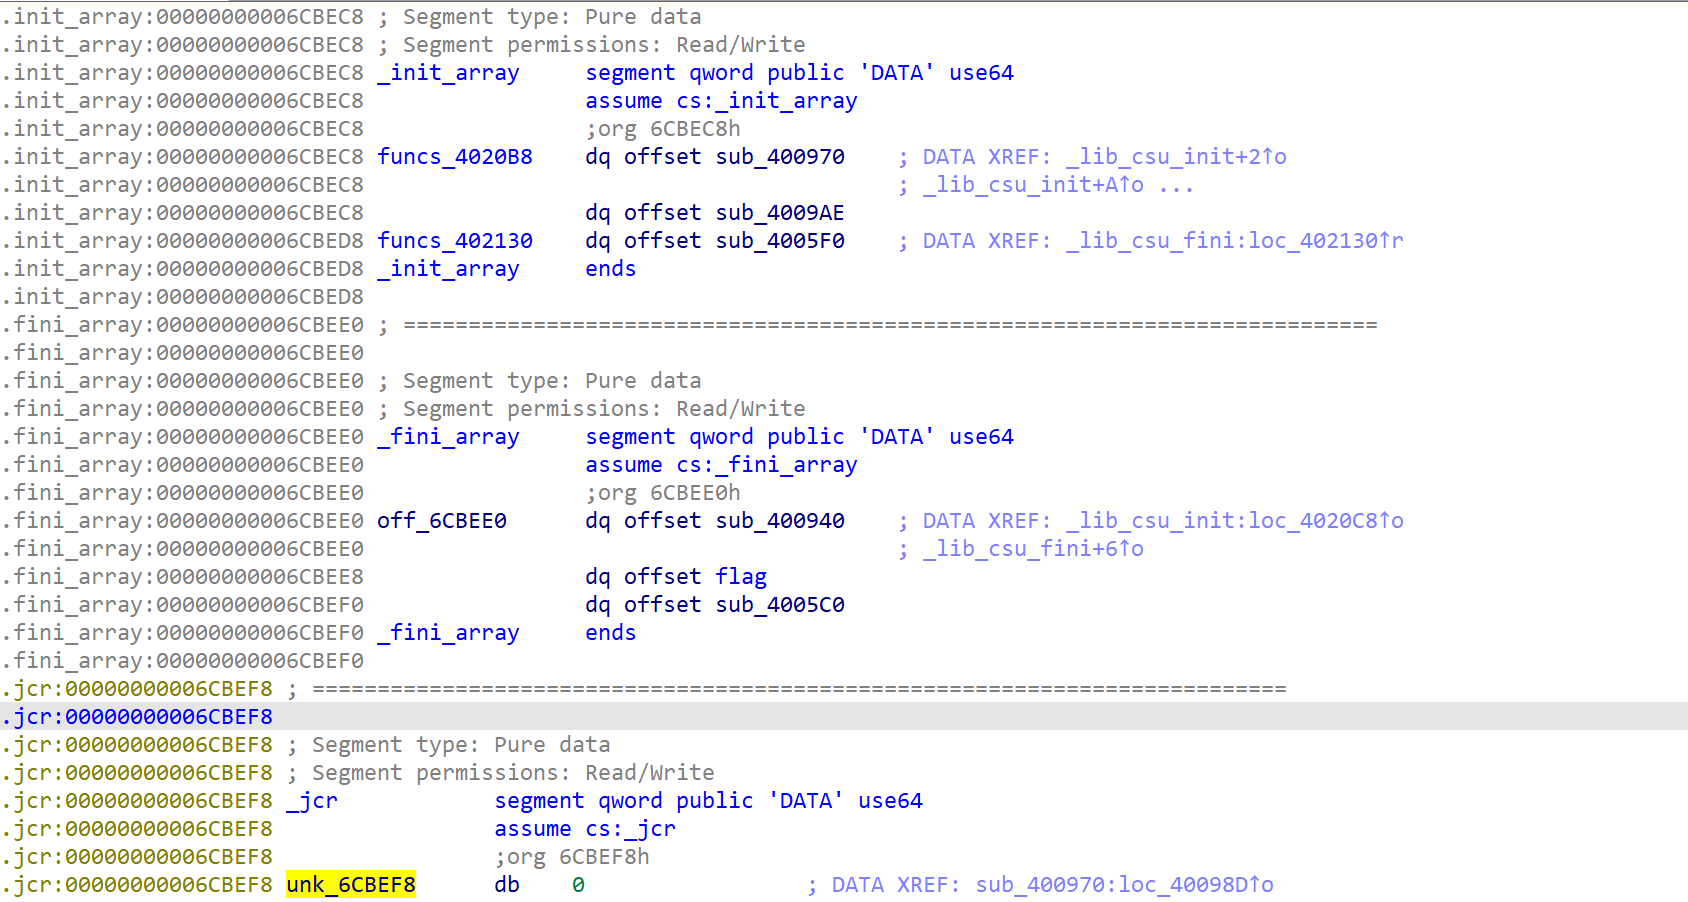 .init_array:00000000006CBEC8 ; Segment type: Pure data
.init_array:00000000006CBEC8 ; Segment permissions: Read/Write
.init_array:00000000006CBEC8 _init_array     segment qword public 'DATA' use64
.init_array:00000000006CBEC8                 assume cs:_init_array
.init_array:00000000006CBEC8                 ;org 6CBEC8h
.init_array:00000000006CBEC8 funcs_4020B8    dq offset sub_400970    ; DATA XREF: _lib_csu_init+2↑o
.init_array:00000000006CBEC8                                         ; _lib_csu_init+A↑o ...
.init_array:00000000006CBEC8                 dq offset sub_4009AE
.init_array:00000000006CBED8 funcs_402130    dq offset sub_4005F0    ; DATA XREF: _lib_csu_fini:loc_402130↑r
.init_array:00000000006CBED8 _init_array     ends
.init_array:00000000006CBED8
.fini_array:00000000006CBEE0 ; ===========================================================================
.fini_array:00000000006CBEE0
.fini_array:00000000006CBEE0 ; Segment type: Pure data
.fini_array:00000000006CBEE0 ; Segment permissions: Read/Write
.fini_array:00000000006CBEE0 _fini_array     segment qword public 'DATA' use64
.fini_array:00000000006CBEE0                 assume cs:_fini_array
.fini_array:00000000006CBEE0                 ;org 6CBEE0h
.fini_array:00000000006CBEE0 off_6CBEE0      dq offset sub_400940    ; DATA XREF: _lib_csu_init:loc_4020C8↑o
.fini_array:00000000006CBEE0                                         ; _lib_csu_fini+6↑o
.fini_array:00000000006CBEE8                 dq offset flag
.fini_array:00000000006CBEF0                 dq offset sub_4005C0
.fini_array:00000000006CBEF0 _fini_array     ends
.fini_array:00000000006CBEF0
.jcr:00000000006CBEF8 ; ===========================================================================
.jcr:00000000006CBEF8
.jcr:00000000006CBEF8 ; Segment type: Pure data
.jcr:00000000006CBEF8 ; Segment permissions: Read/Write
.jcr:00000000006CBEF8 _jcr            segment qword public 'DATA' use64
.jcr:00000000006CBEF8                 assume cs:_jcr
.jcr:00000000006CBEF8                 ;org 6CBEF8h
.jcr:00000000006CBEF8 unk_6CBEF8      db    0                 ; DATA XREF: sub_400970:loc_40098D↑o